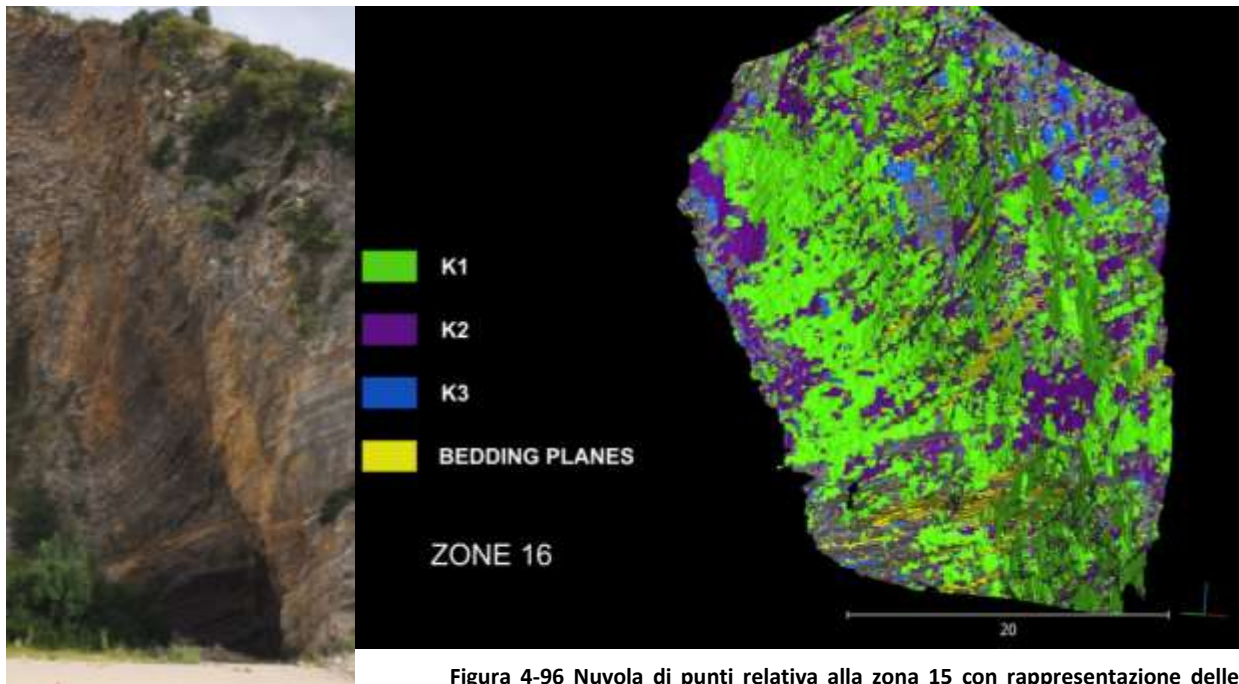 K1
K2
K3
BEDDING PLANES
ZONE 16
20
Figura 4-96 Nuvola di punti relativa alla zona 15 con rappresentazione delle